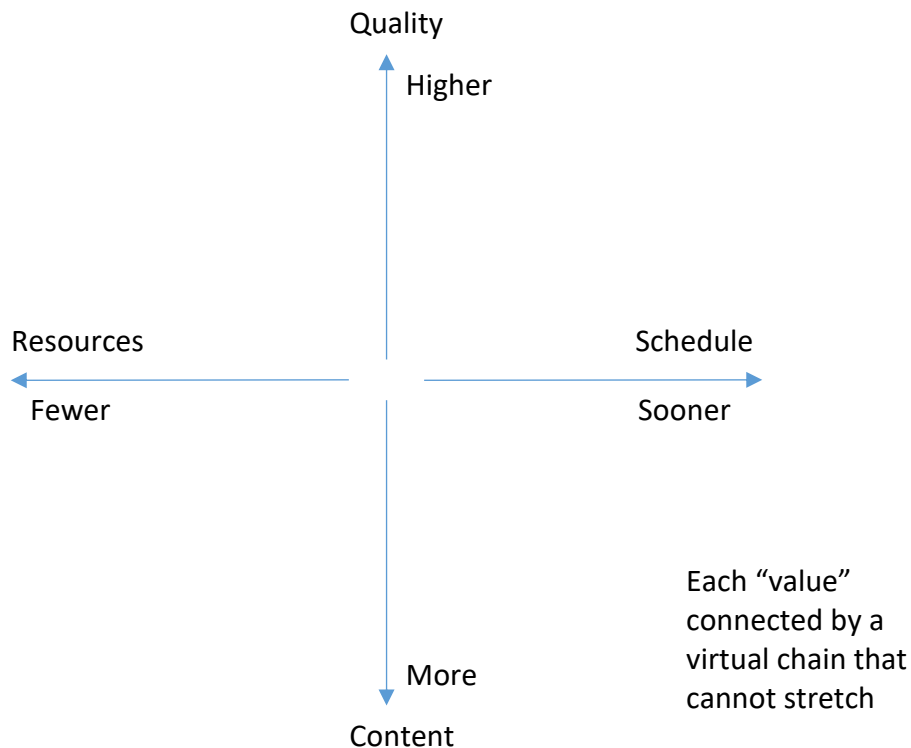 Quality
Higher
Resources
Schedule
Fewer
Sooner
Each “value”
connected by a
virtual chain that
cannot stretch
More
Content